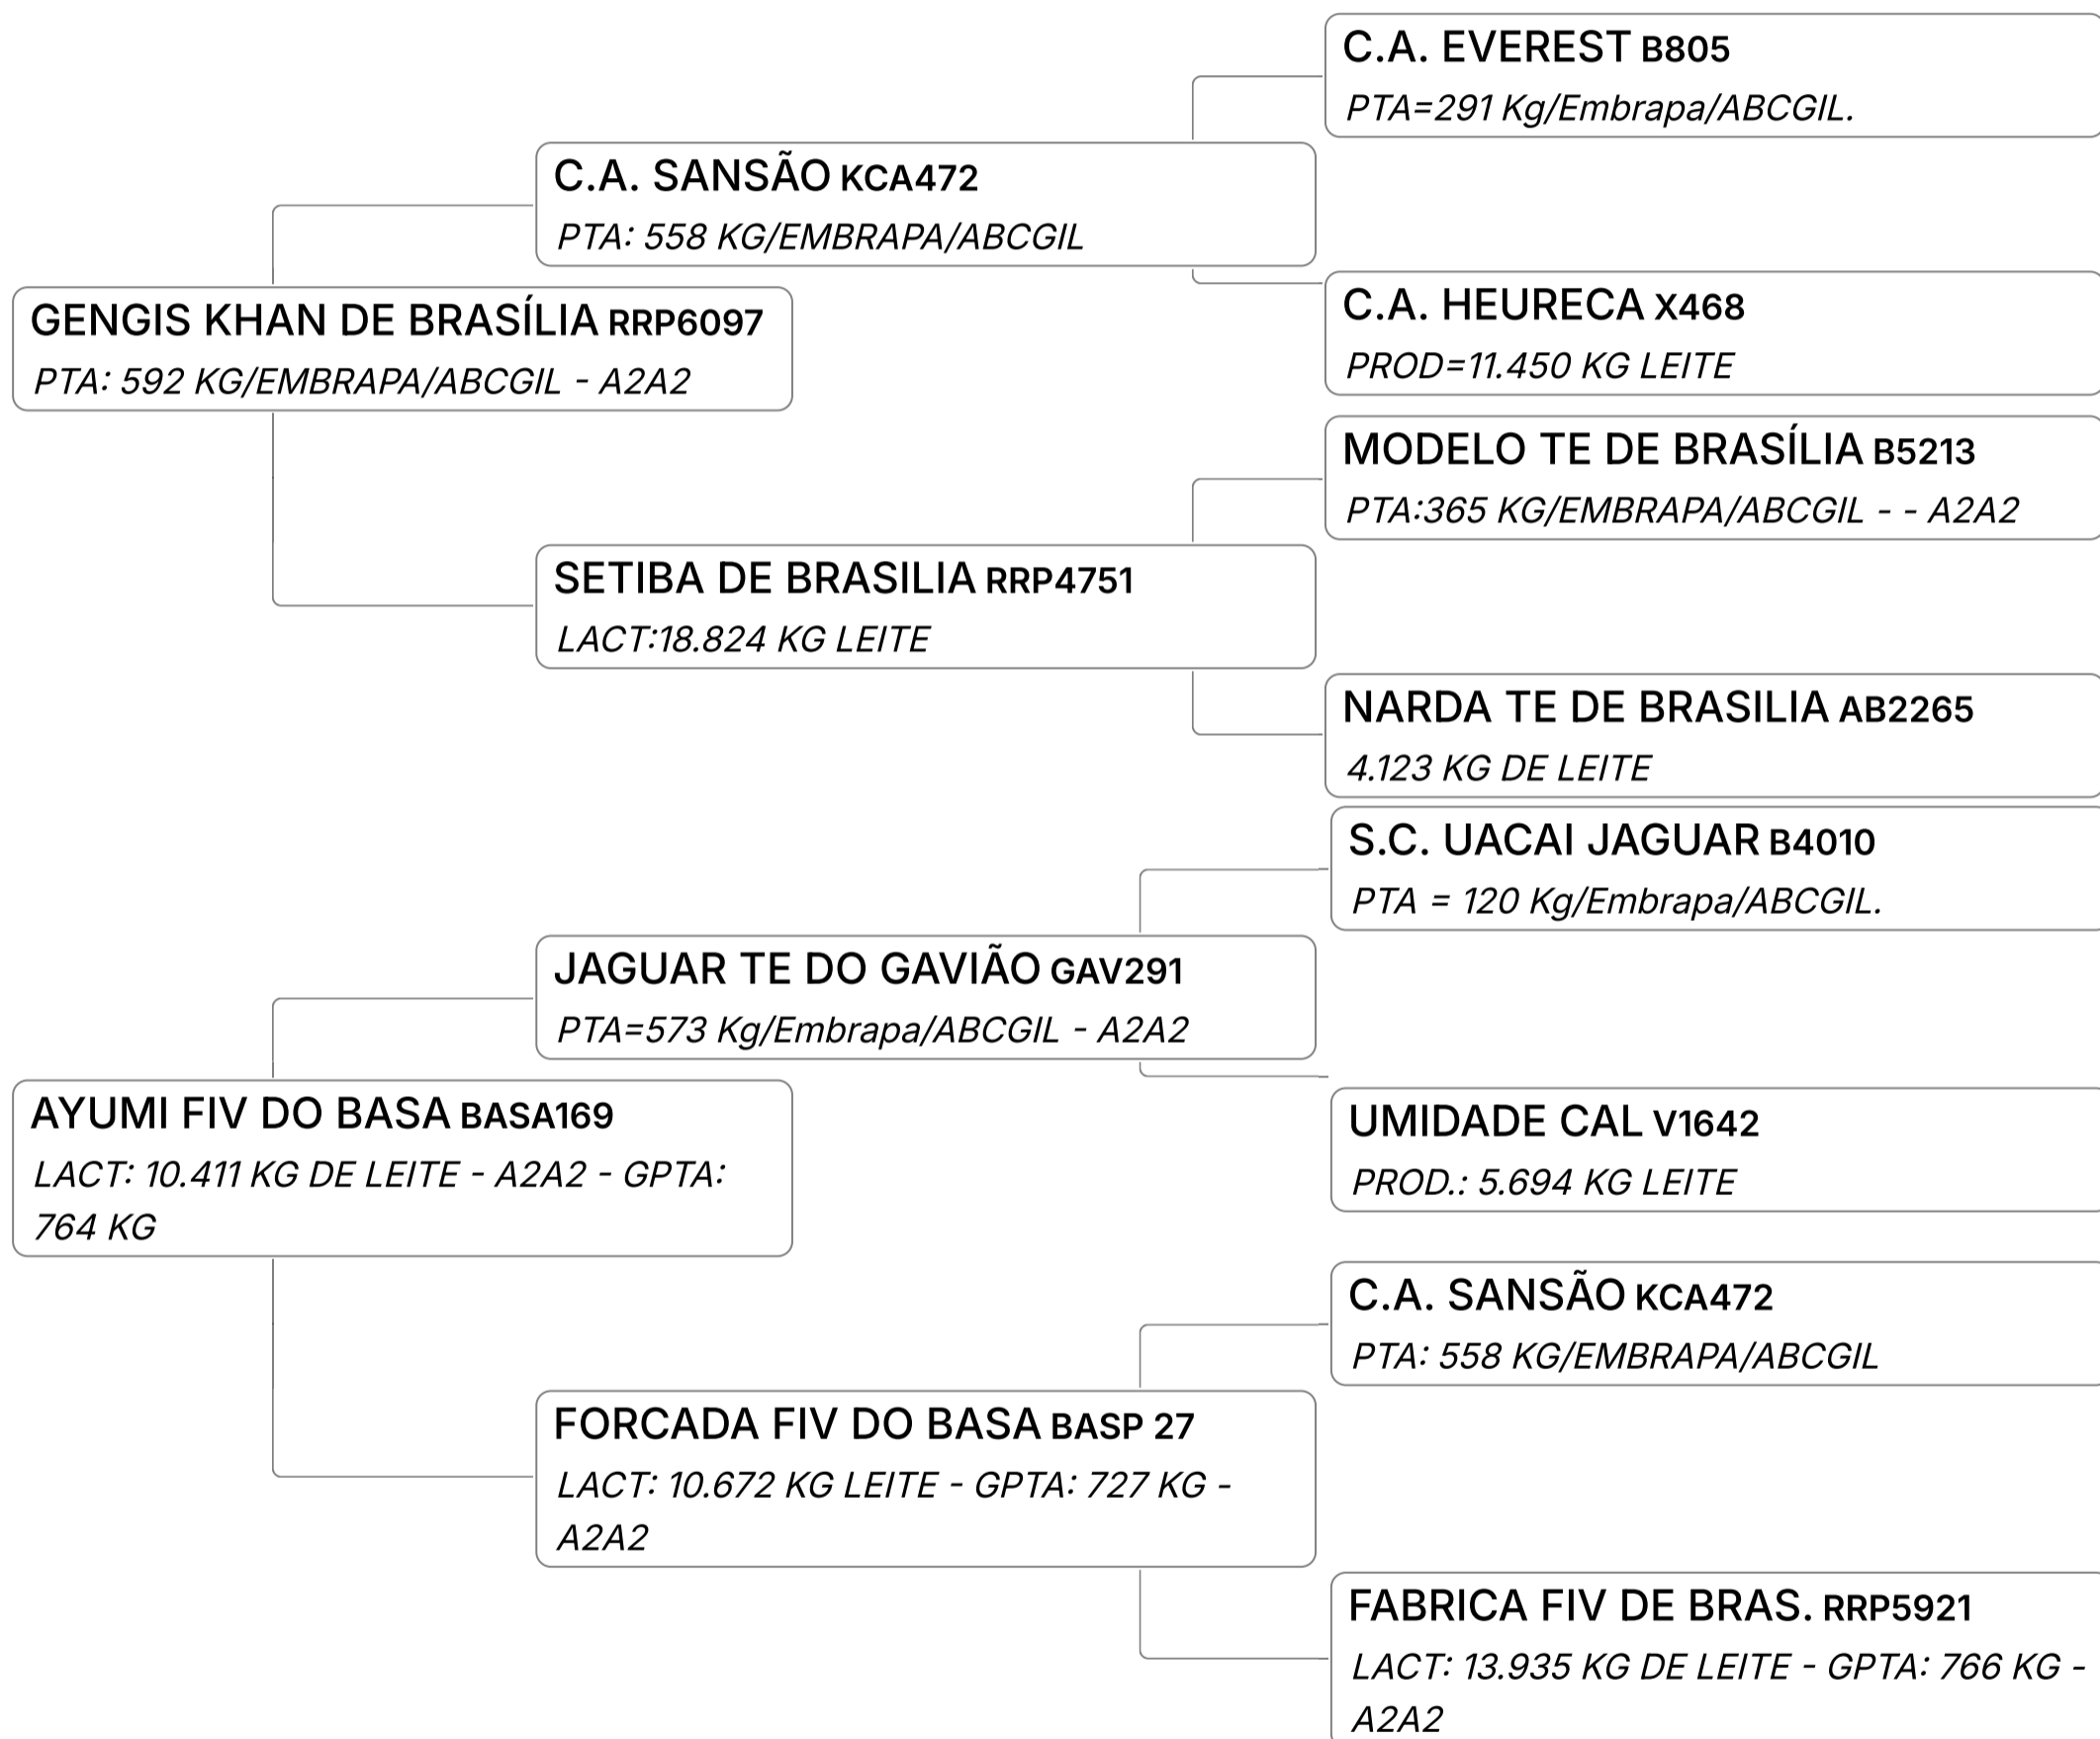 C.A. EVEREST B805
PTA=291 Kg/Embrapa/ABCGIL.
C.A. SANSÃO KCA472
PTA: 558 KG/EMBRAPA/ABCGIL
C.A. HEURECA X468
PROD=11.450 KG LEITE
GENGIS KHAN DE BRASÍLIA RRP6097
PTA: 592 KG/EMBRAPA/ABCGIL - A2A2
MODELO TE DE BRASÍLIA B5213
PTA:365 KG/EMBRAPA/ABCGIL - - A2A2
SETIBA DE BRASILIA RRP4751
LACT:18.824 KG LEITE
NARDA TE DE BRASILIA AB2265
4.123 KG DE LEITE
S.C. UACAI JAGUAR B4010
PTA = 120 Kg/Embrapa/ABCGIL.
JAGUAR TE DO GAVIÃO GAV291
PTA=573 Kg/Embrapa/ABCGIL - A2A2
UMIDADE CAL V1642
PROD.: 5.694 KG LEITE
AYUMI FIV DO BASA BASA169
LACT: 10.411 KG DE LEITE - A2A2 - GPTA:
764 KG
C.A. SANSÃO KCA472
PTA: 558 KG/EMBRAPA/ABCGIL
FORCADA FIV DO BASA BASP 27
LACT: 10.672 KG LEITE - GPTA: 727 KG -
A2A2
FABRICA FIV DE BRAS. RRP5921
LACT: 13.935 KG DE LEITE - GPTA: 766 KG -
A2A2